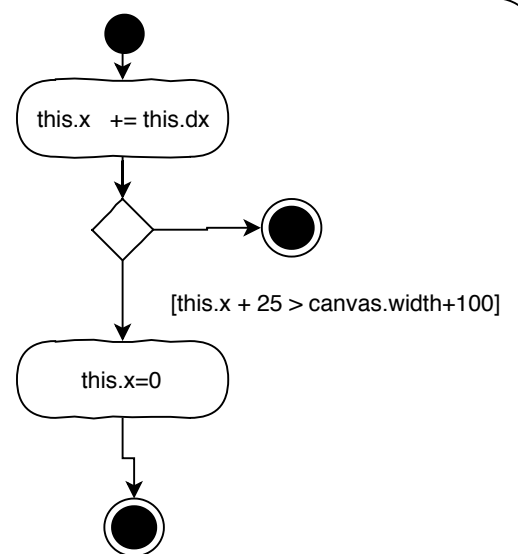 this.x   += this.dx
[this.x + 25 > canvas.width+100]
this.x=0